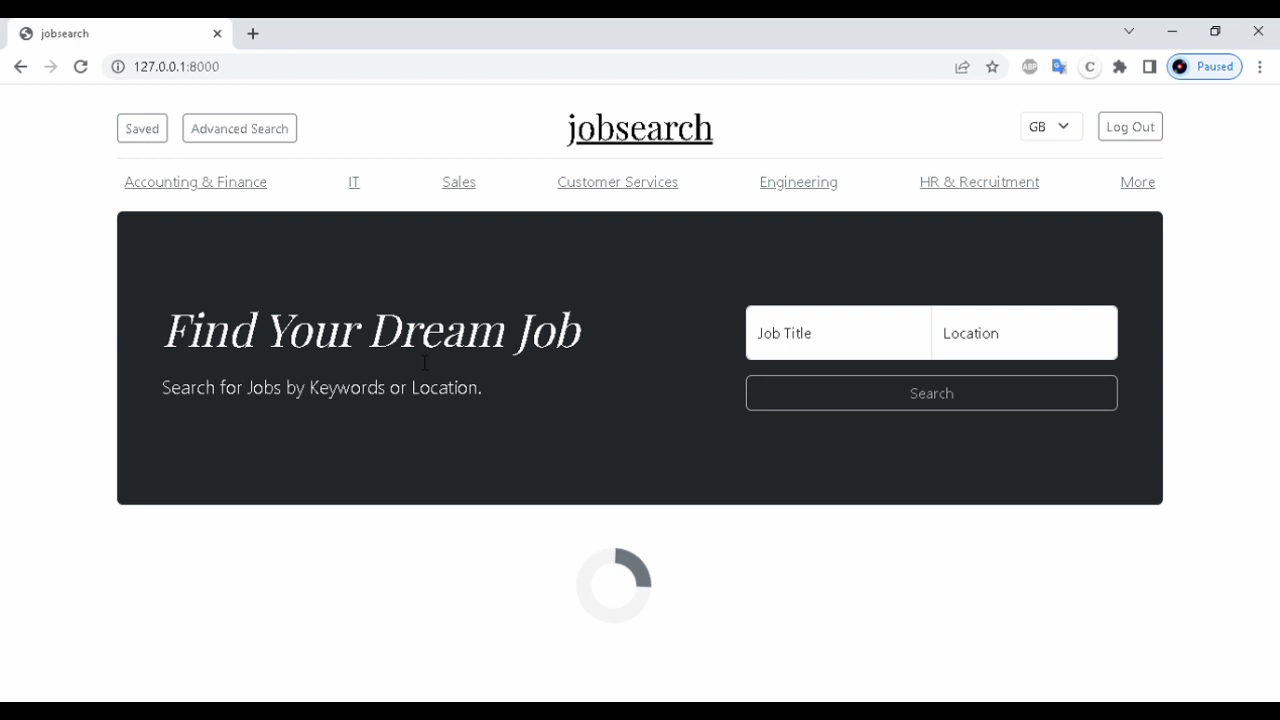 jobsearch
127.0.0.1:8000
ABP
G
C
Paused
Saved
Advanced Search
jobsearch
GB
Log Out
Accounting & Finance
IT
Sales
Customer Services
Engineering
HR & Recruitment
More
Find Your Dream Job
Search for Jobs by Keywords or Location.
Job Title
Location
Search